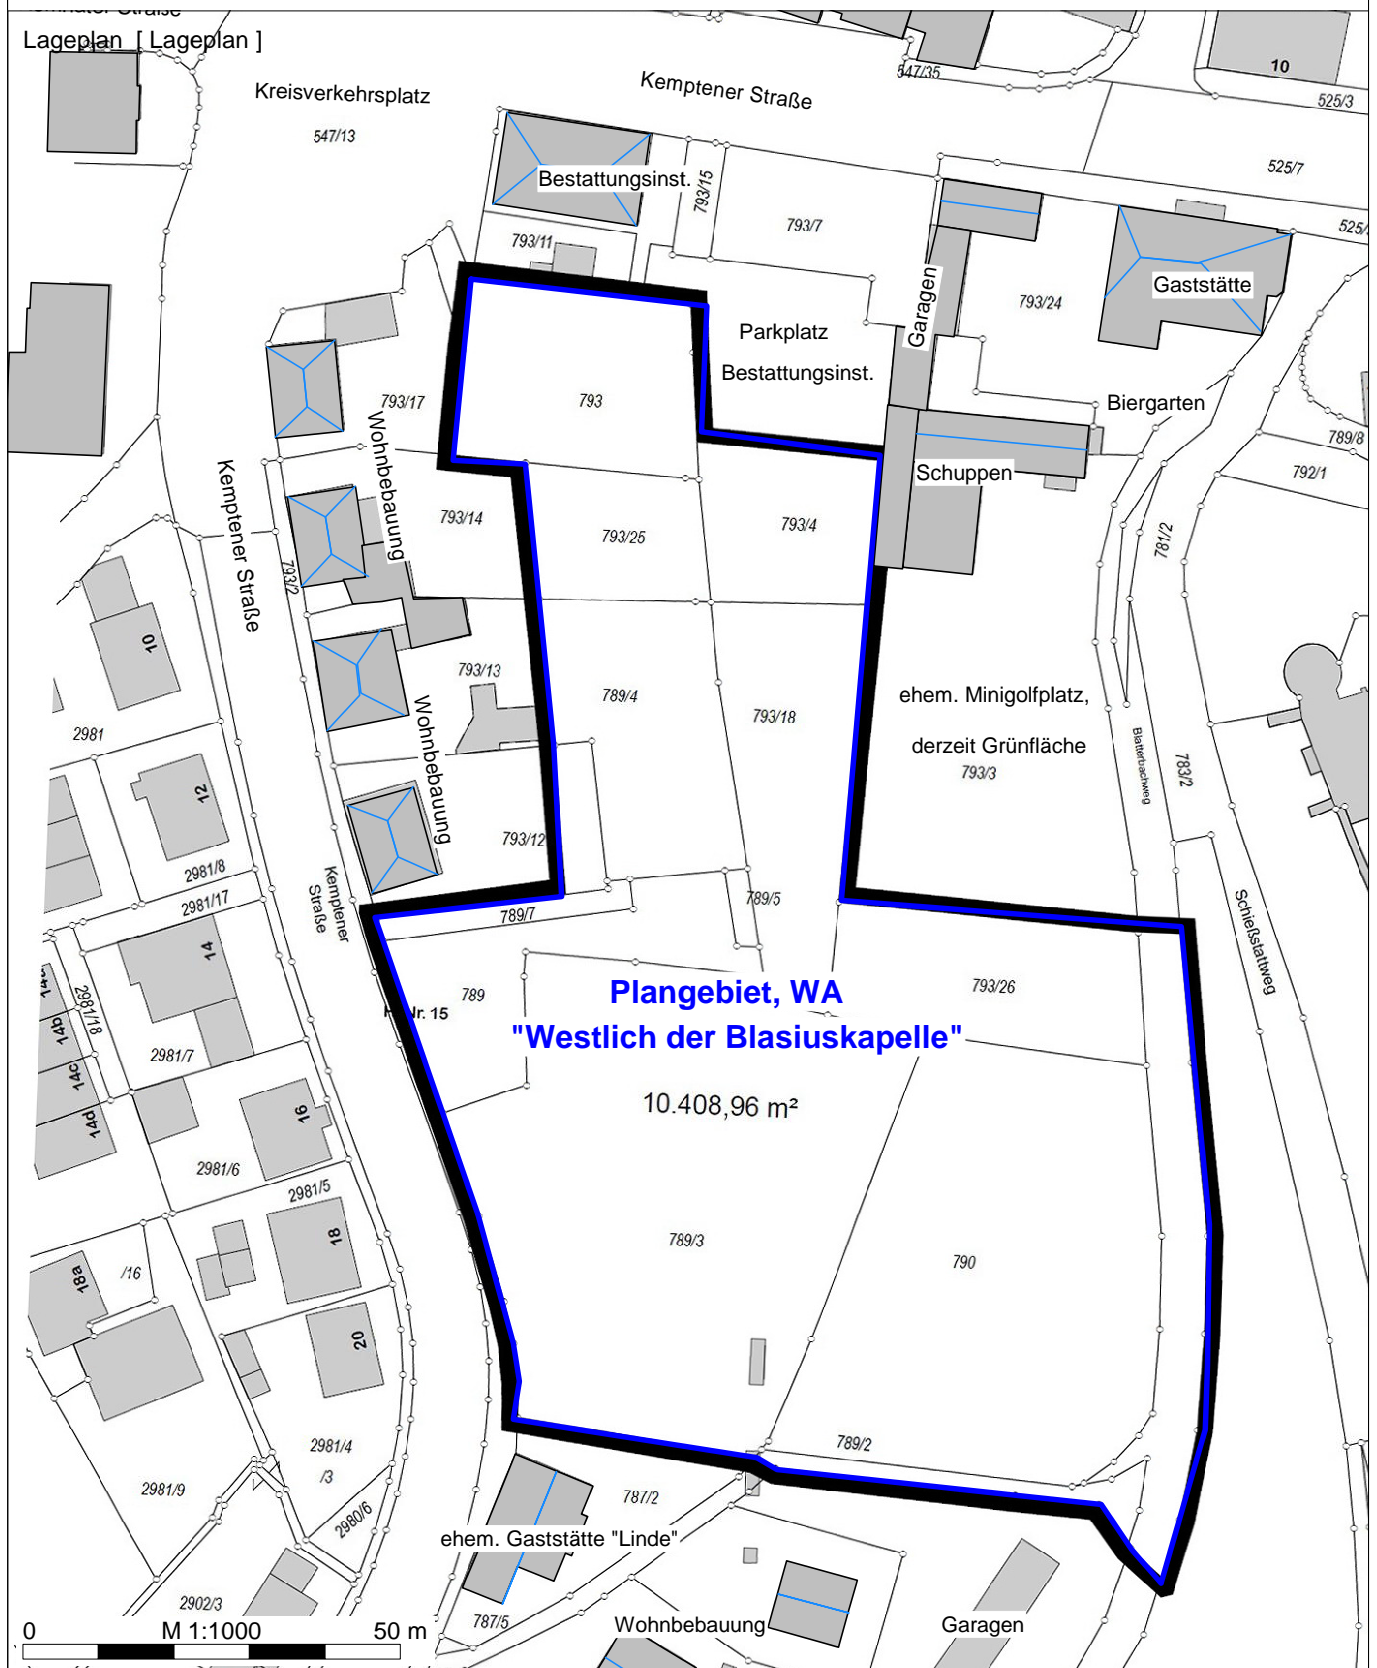 Lageplan [ Lageplan ]
Kreisverkehrsplatz
547/13
Kemptener Straße
547/35
10
525/3
525/7
Bestattungsinst.
793/15
793/7
793/11
Garagen
793/24
Gaststätte
Parkplatz
Bestattungsinst.
793
793/17
Biergarten
789/8
792/1
Wohnbebauung
Kemptener Straße
Schuppen
793/14
793/25
793/4
781/2
793/2
10
793/13
789/4
793/18
ehem. Minigolfplatz,
derzeit Grünfläche
793/3
Blatterbachweg
783/2
2981
Wohnbebauung
12
793/12
2981/8
2981/17
Kemptener
Straße
789/7
789/5
Schießstattweg
14
789
793/26
Plangebiet, WA
"Westlich der Blasiuskapelle"
10.408,96 m²
2981/18
14b
2981/7
14c
14d
16
2981/6
2981/5
18
789/3
790
18a
/16
20
789/2
2981/4
/3
2981/9
2980/6
787/2
ehem. Gaststätte "Linde"
2902/3
787/5
Wohnbebauung
Garagen
0 M 1:1000 50 m